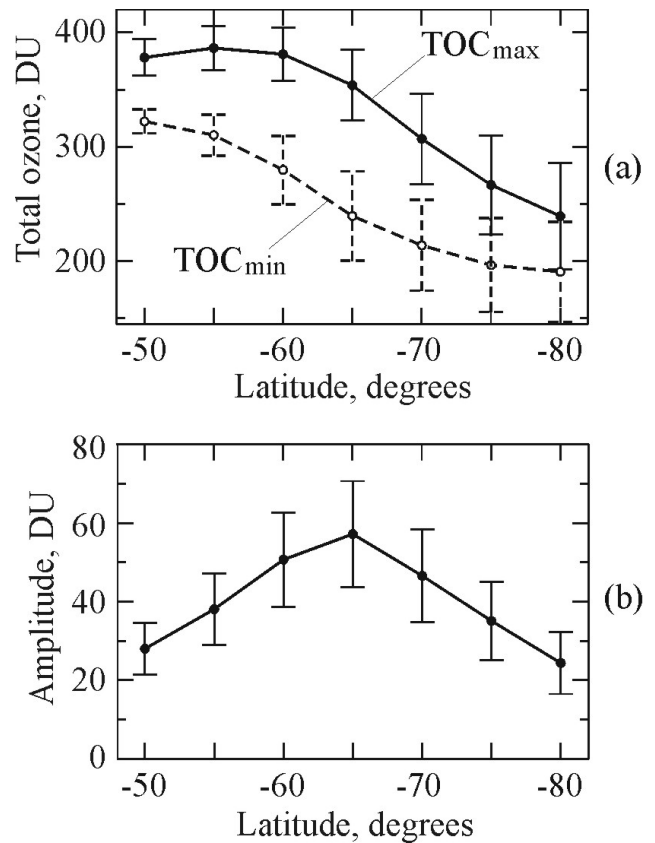 400
300
200
Total ozone, DU
TOCmax
TOCmin
(a)
-50 -60 -70 -80
Latitude, degrees
80
60
40
20
0
Amplitude, DU
(b)
-50 -60 -70 -80
Latitude, degrees